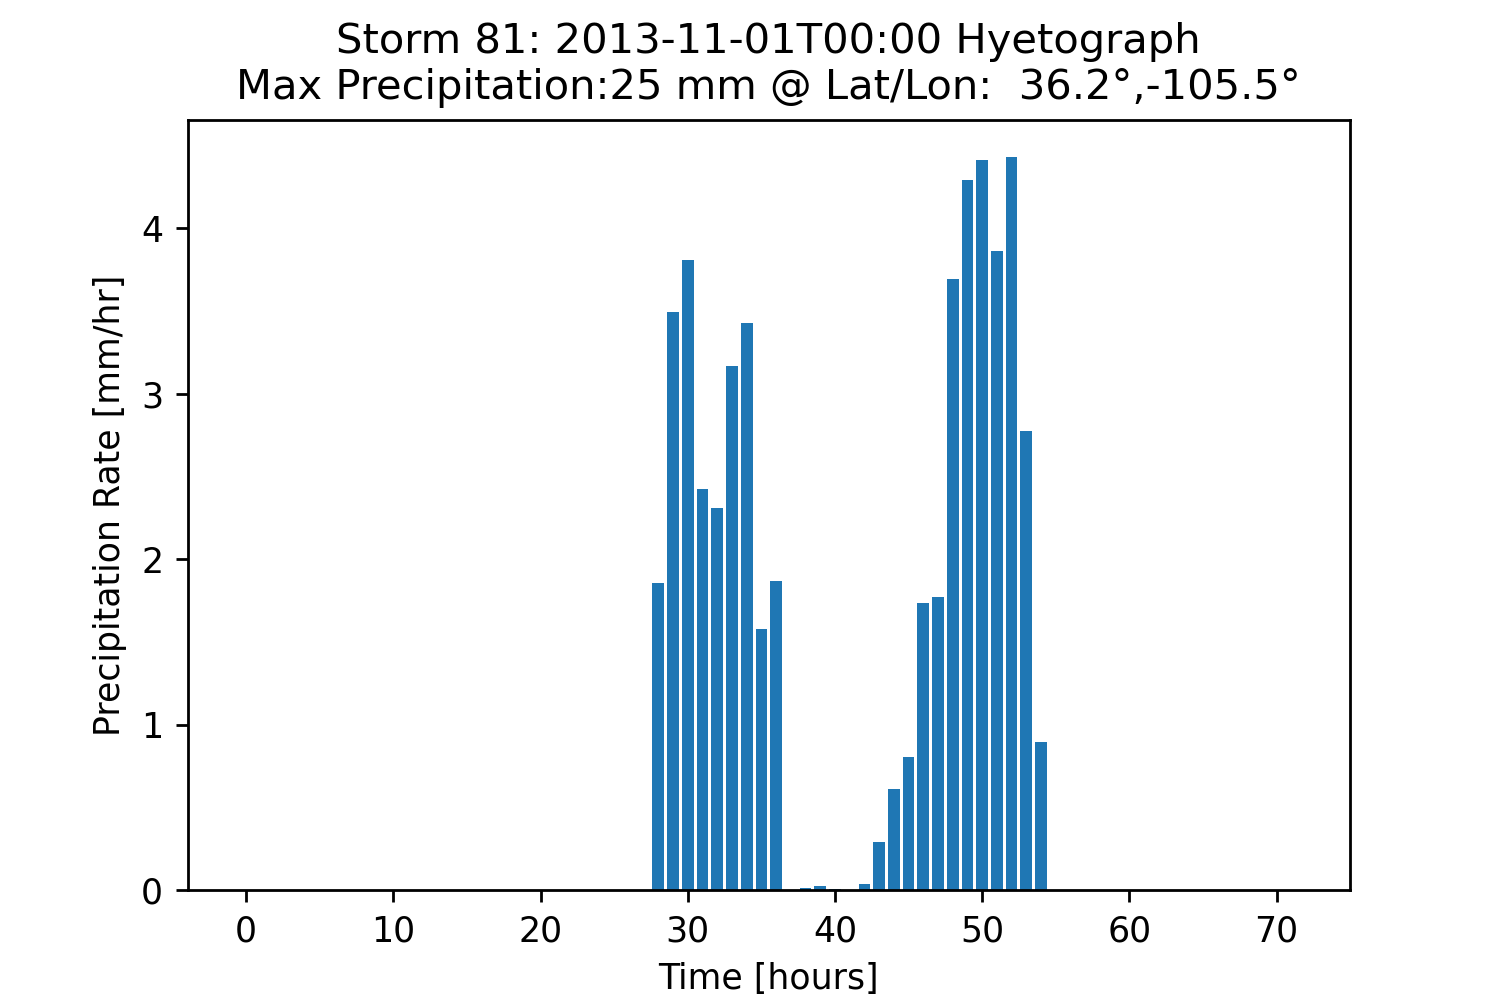 Storm 81: 2013-11-01T00:00 Hyetograph
Max Precipitation:25 mm @ Lat/Lon:  36.2°,-105.5°
4
3
2
1
0
Precipitation Rate [mm/hr]
0 10 20 30 40 50 60 70
Time [hours]